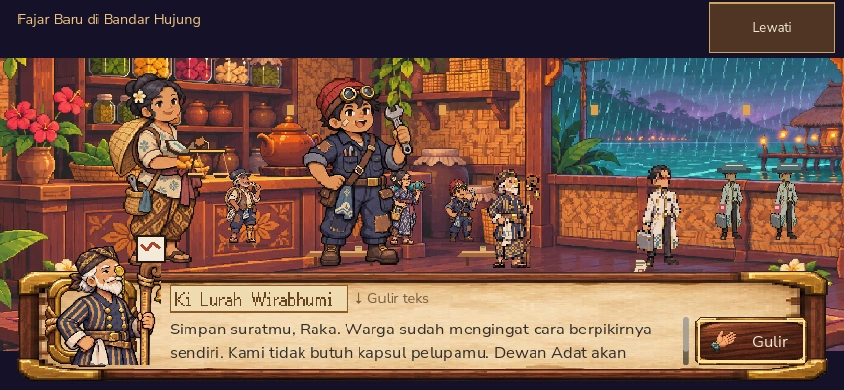 Fajar Baru di Bandar Hujung
Lewati
Ki Lurah Wirabhumi
↓ Gulir teks
Simpan suratmu, Raka. Warga sudah mengingat cara berpikirnya
sendiri. Kami tidak butuh kapsul pelupamu. Dewan Adat akan
Gulir